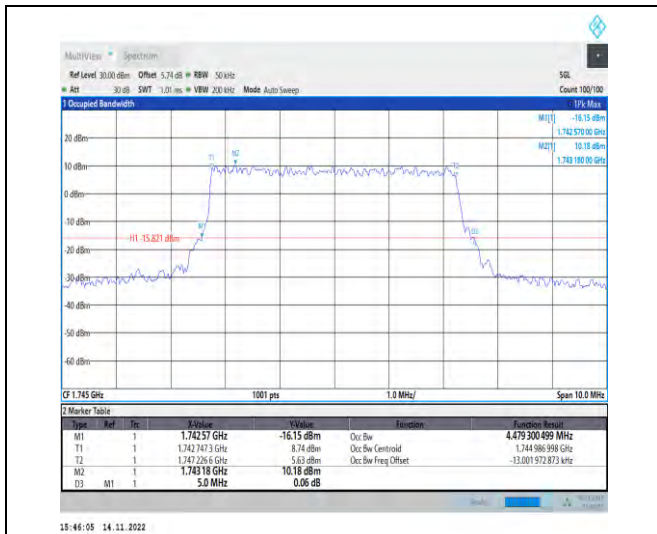 MultiView Spectrum
Ref Level 30.00 dBm Offset 5.74 dB RBW 50 kHz SGL
Att 30 dB SWT 1.01 ms VBW 200 kHz Mode Auto Sweep Count 100/100
1 Occupied Bandwidth 1Pk Max
M1[1] -16.15 dBm
1.742 570 00 GHz
M2[1] 10.18 dBm
1.743 180 00 GHz
20 dBm
M2
T1
T2
10 dBm
0 dBm
-10 dBm
M1
D3
H1 -15.821 dBm
-20 dBm
-30 dBm
-40 dBm
-50 dBm
-60 dBm
CF 1.745 GHz 1001 pts 1.0 MHz/ Span 10.0 MHz
2 Marker Table
Type Ref Trc X-Value Y-Value Function Function Result
M1 1 1.742 57 GHz -16.15 dBm Occ Bw 4.479 300 499 MHz
T1 1 1.742 747 3 GHz 8.74 dBm Occ Bw Centroid 1.744 986 998 GHz
T2 1 1.747 226 6 GHz 5.63 dBm Occ Bw Freq Offset -13.001 972 873 kHz
M2 1 1.743 18 GHz 10.18 dBm
D3 M1 1 5.0 MHz 0.06 dB
15:46:05 14.11.2022